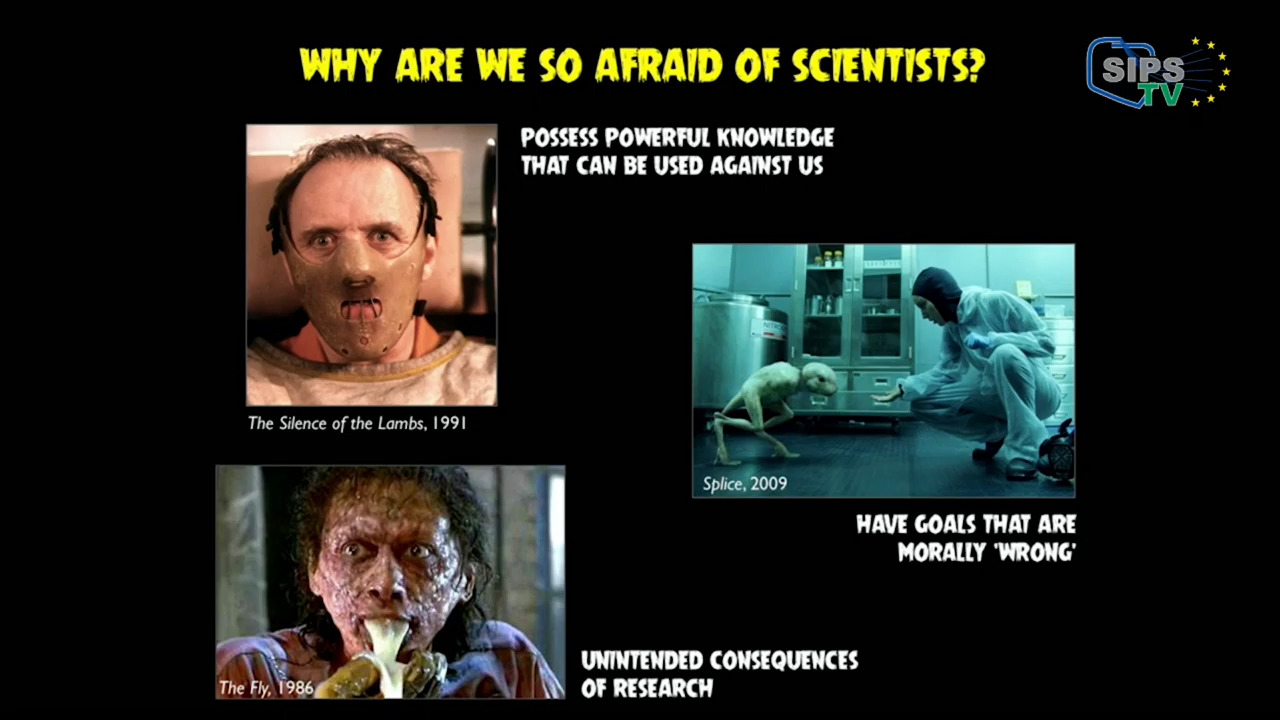 WHY ARE WE SO AFRAID OF SCIENTISTS?
SIPS
TV
POSSESS POWERFUL KNOWLEDGE
THAT CAN BE USED AGAINST US
The Silence of the Lambs, 1991
NITRO
Splice, 2009
HAVE GOALS THAT ARE
MORALLY 'WRONG'
The Fly, 1986
UNINTENDED CONSEQUENCES
OF RESEARCH